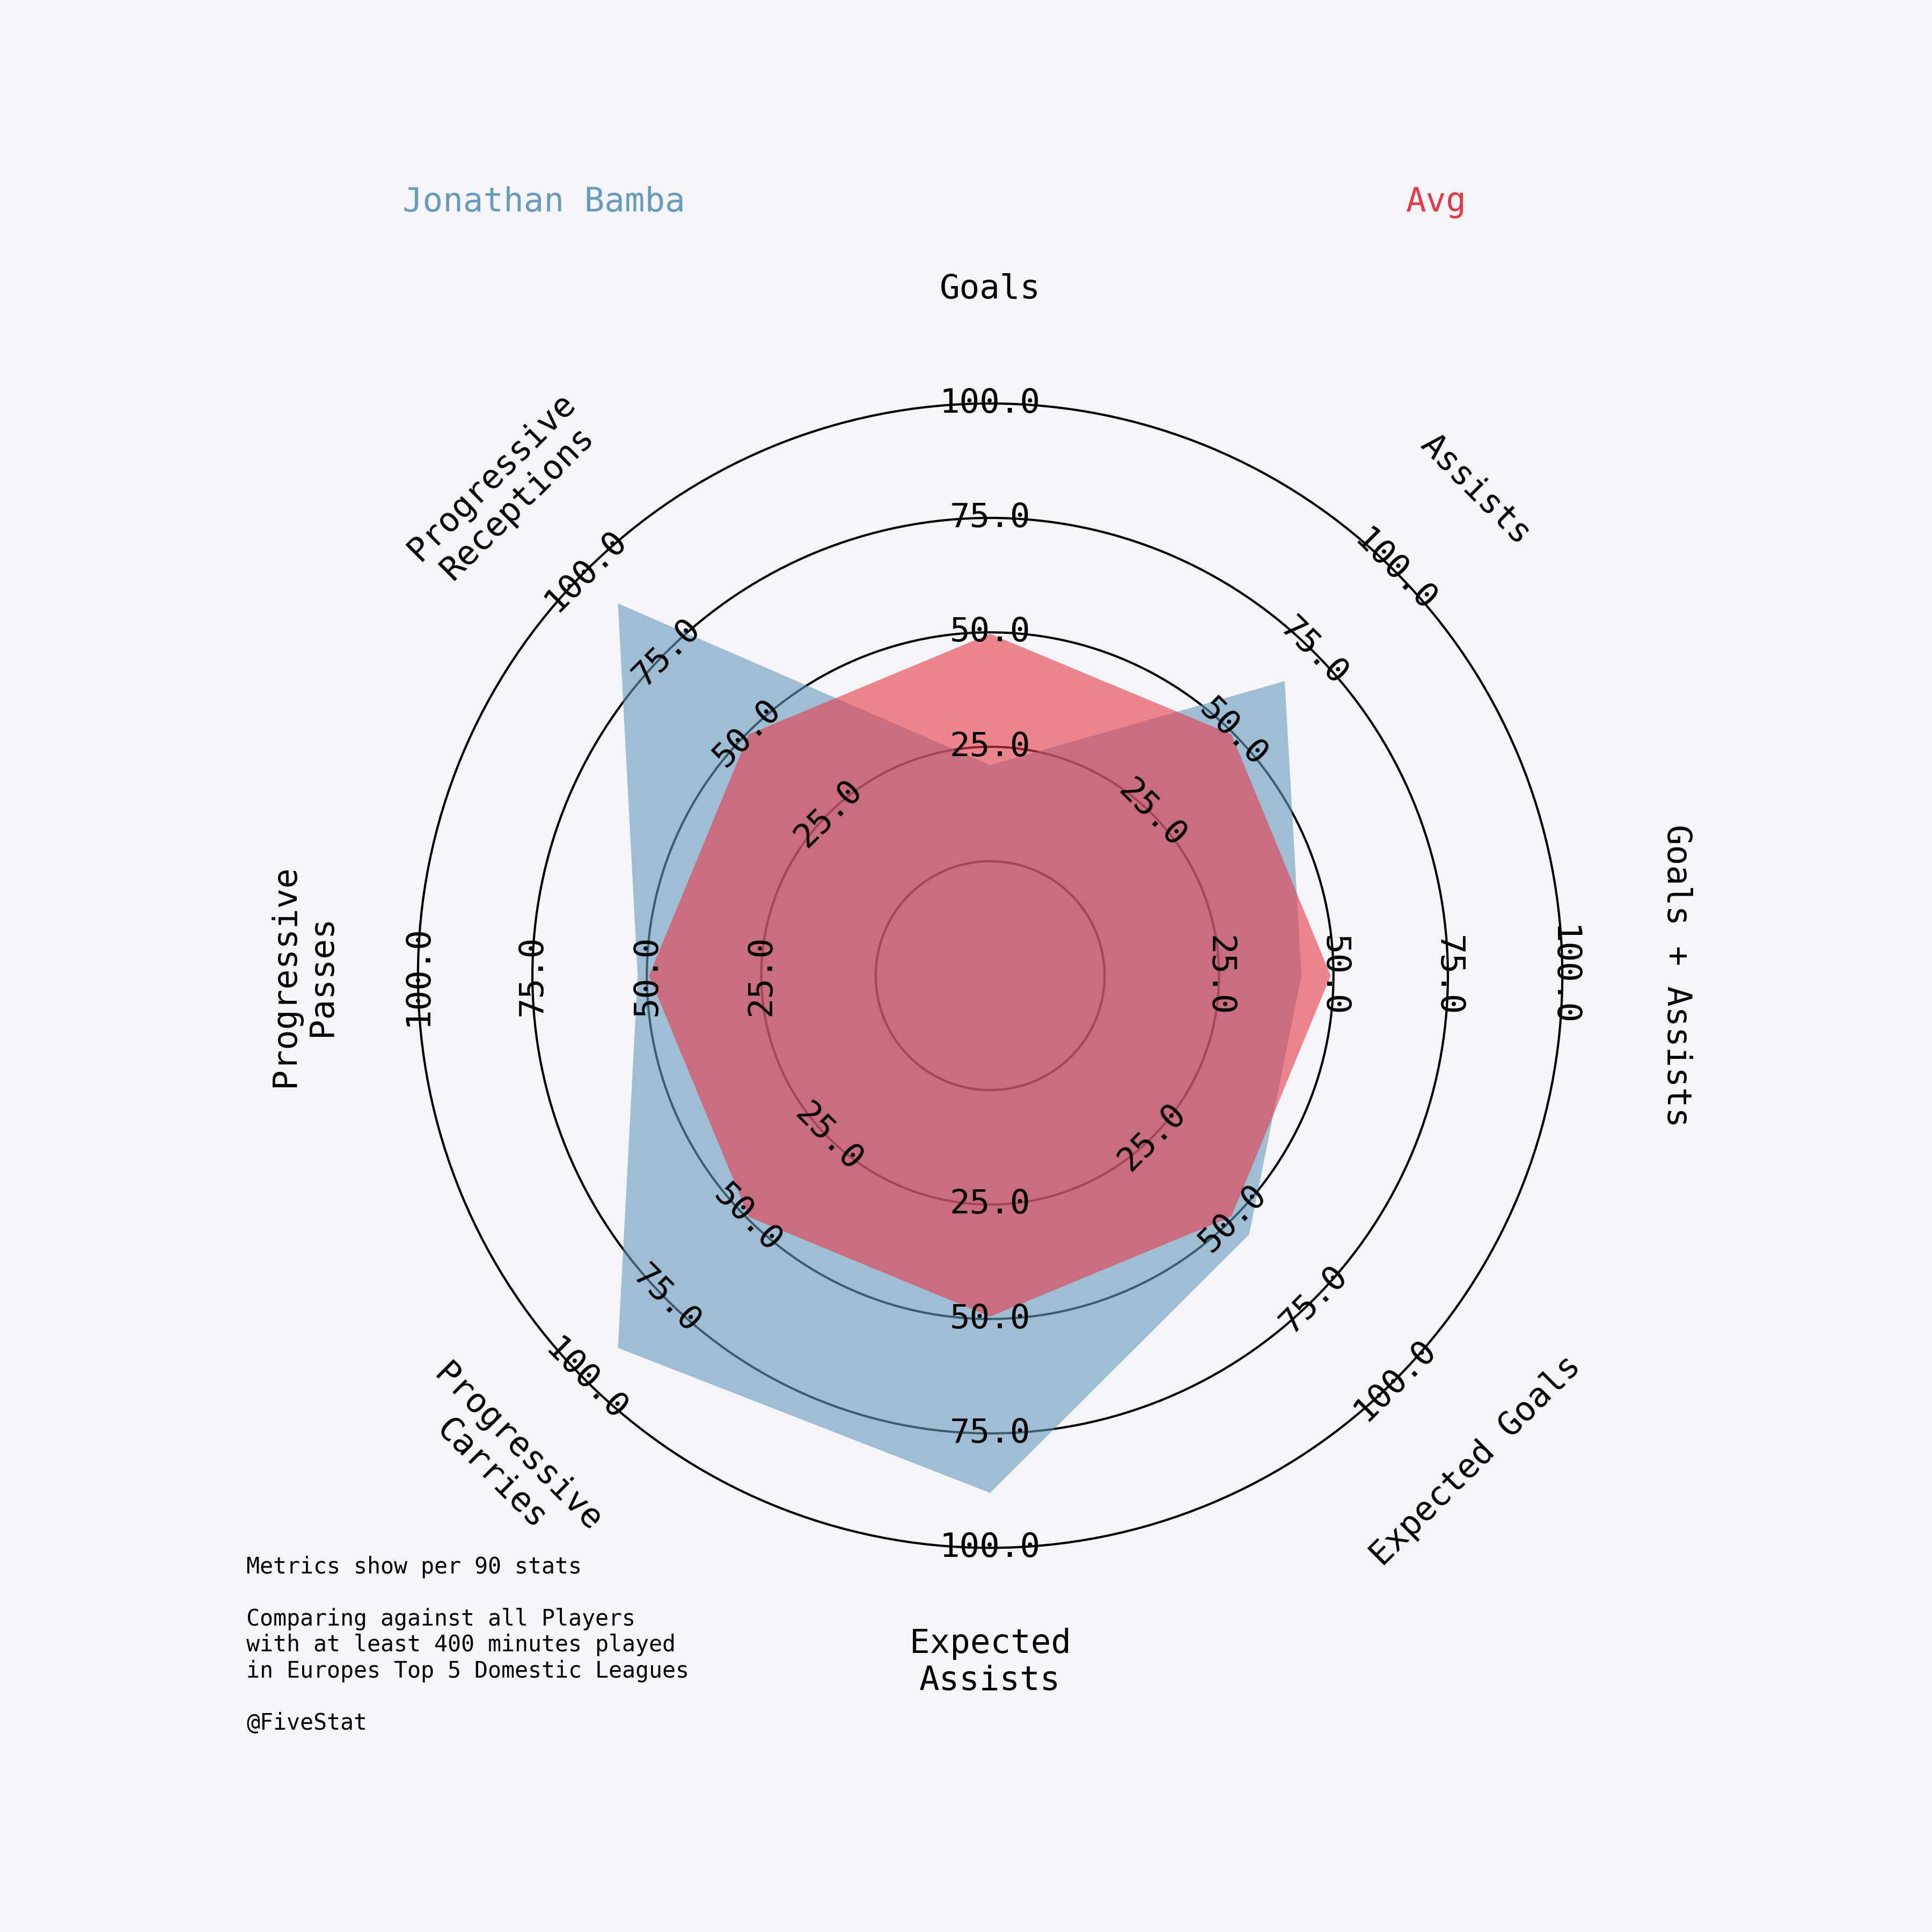 Jonathan Bamba
Avg
Goals
Assists
Goals + Assists
Expected Goals
Expected
Assists
Progressive
Carries
Progressive
Passes
Progressive
Receptions
25.0
50.0
75.0
100.0
25.0
50.0
75.0
100.0
25.0
50.0
75.0
100.0
25.0
50.0
75.0
100.0
25.0
50.0
75.0
100.0
25.0
50.0
75.0
100.0
25.0
50.0
75.0
100.0
25.0
50.0
75.0
100.0
Metrics show per 90 stats
Comparing against all Players
with at least 400 minutes played
in Europes Top 5 Domestic Leagues
@FiveStat